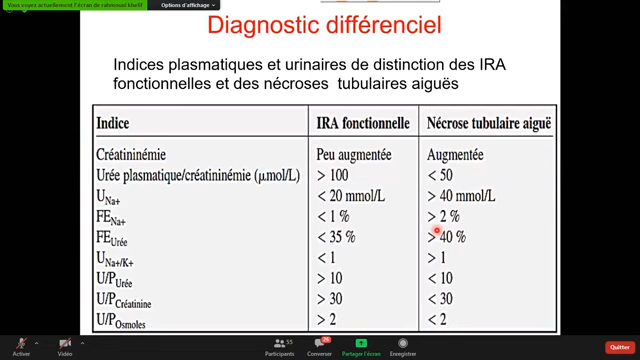 Vous voyez actuellement l'écran de rahmouni khelif
Options d'affichage
Diagnostic différenciel
Indices plasmatiques et urinaires de distinction des IRA
fonctionnelles et des nécroses tubulaires aiguës
Indice IRA fonctionnelle Nécrose tubulaire aiguë
Créatininémie Peu augmentée Augmentée
Urée plasmatique/créatininémie (µmol/L) > 100 < 50
U Na+ < 20 mmol/L > 40 mmol/L
FE Na+ < 1 % > 2 %
FE Urée < 35 % > 40 %
U Na+/K+ < 1 > 1
U/P Urée > 10 < 10
U/P Créatinine > 30 < 30
U/P Osmoles > 2 < 2
55 26
Activer Vidéo Participants Converser Partager l'écran Enregistrer Quitter